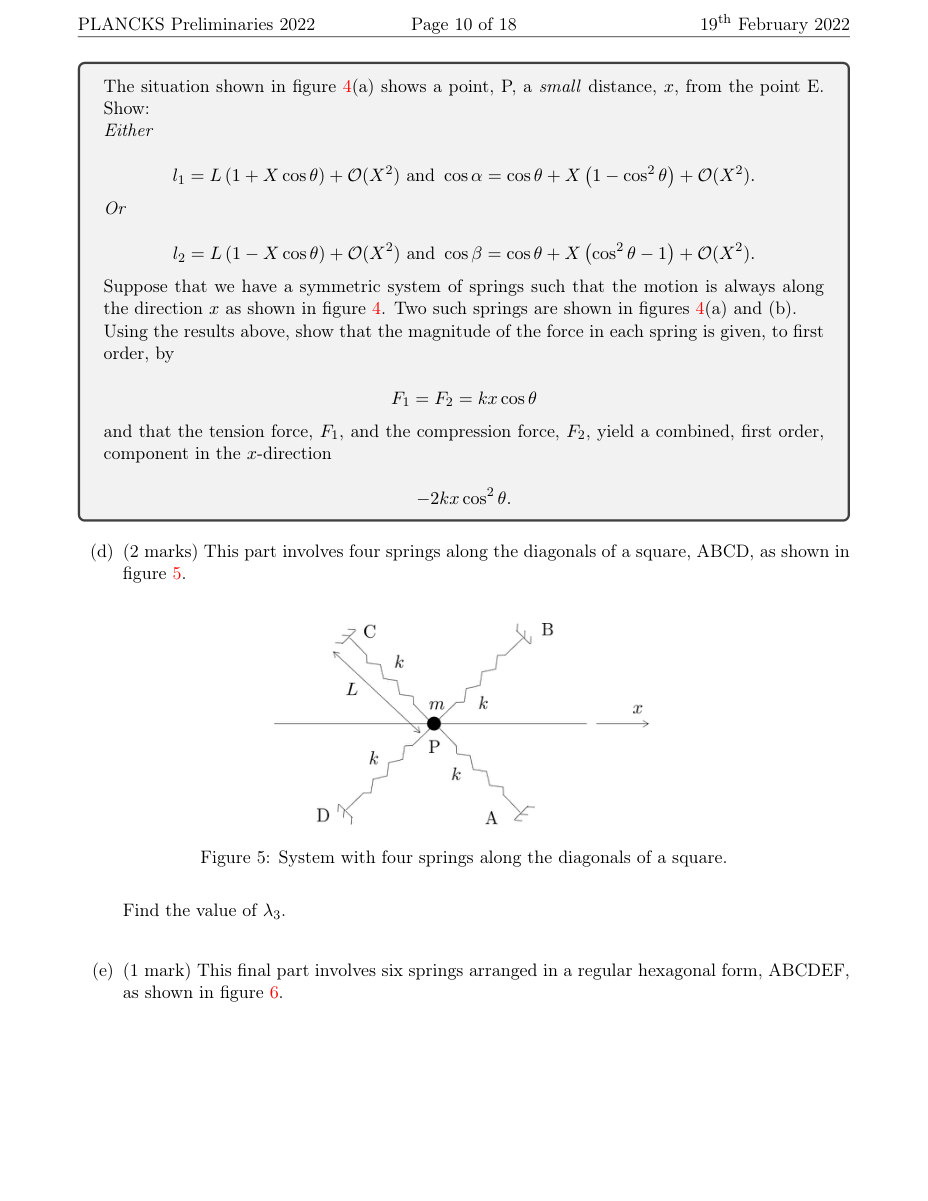 PLANCKS Preliminaries 2022 Page 10 of 18 19th February 2022
The situation shown in figure 4(a) shows a point, P, a small distance, x, from the point E.
Show:
Either
l₁ = L (1 + X cos θ) + 𝒪(X²) and cos α = cos θ + X (1 − cos² θ) + 𝒪(X²).
Or
l₂ = L (1 − X cos θ) + 𝒪(X²) and cos β = cos θ + X (cos² θ − 1) + 𝒪(X²).
Suppose that we have a symmetric system of springs such that the motion is always along
the direction x as shown in figure 4. Two such springs are shown in figures 4(a) and (b).
Using the results above, show that the magnitude of the force in each spring is given, to first
order, by
F₁ = F₂ = kx cos θ
and that the tension force, F₁, and the compression force, F₂, yield a combined, first order,
component in the x-direction
−2kx cos² θ.
(d) (2 marks) This part involves four springs along the diagonals of a square, ABCD, as shown in
figure 5.
C
B
k
L
m
k
x
P
k
k
D
A
Figure 5: System with four springs along the diagonals of a square.
Find the value of λ₃.
(e) (1 mark) This final part involves six springs arranged in a regular hexagonal form, ABCDEF,
as shown in figure 6.